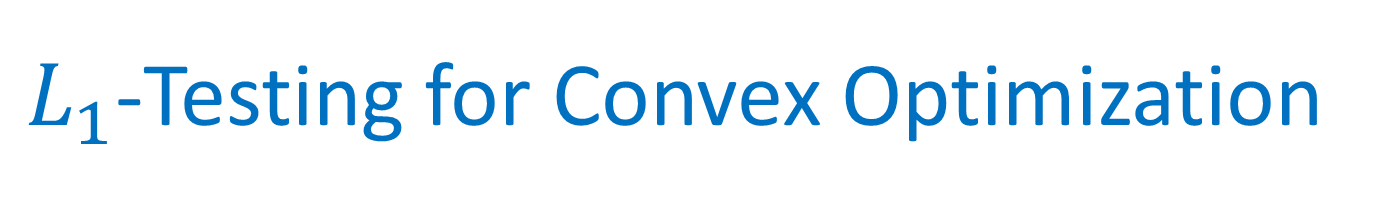 L₁-Testing for Convex Optimization